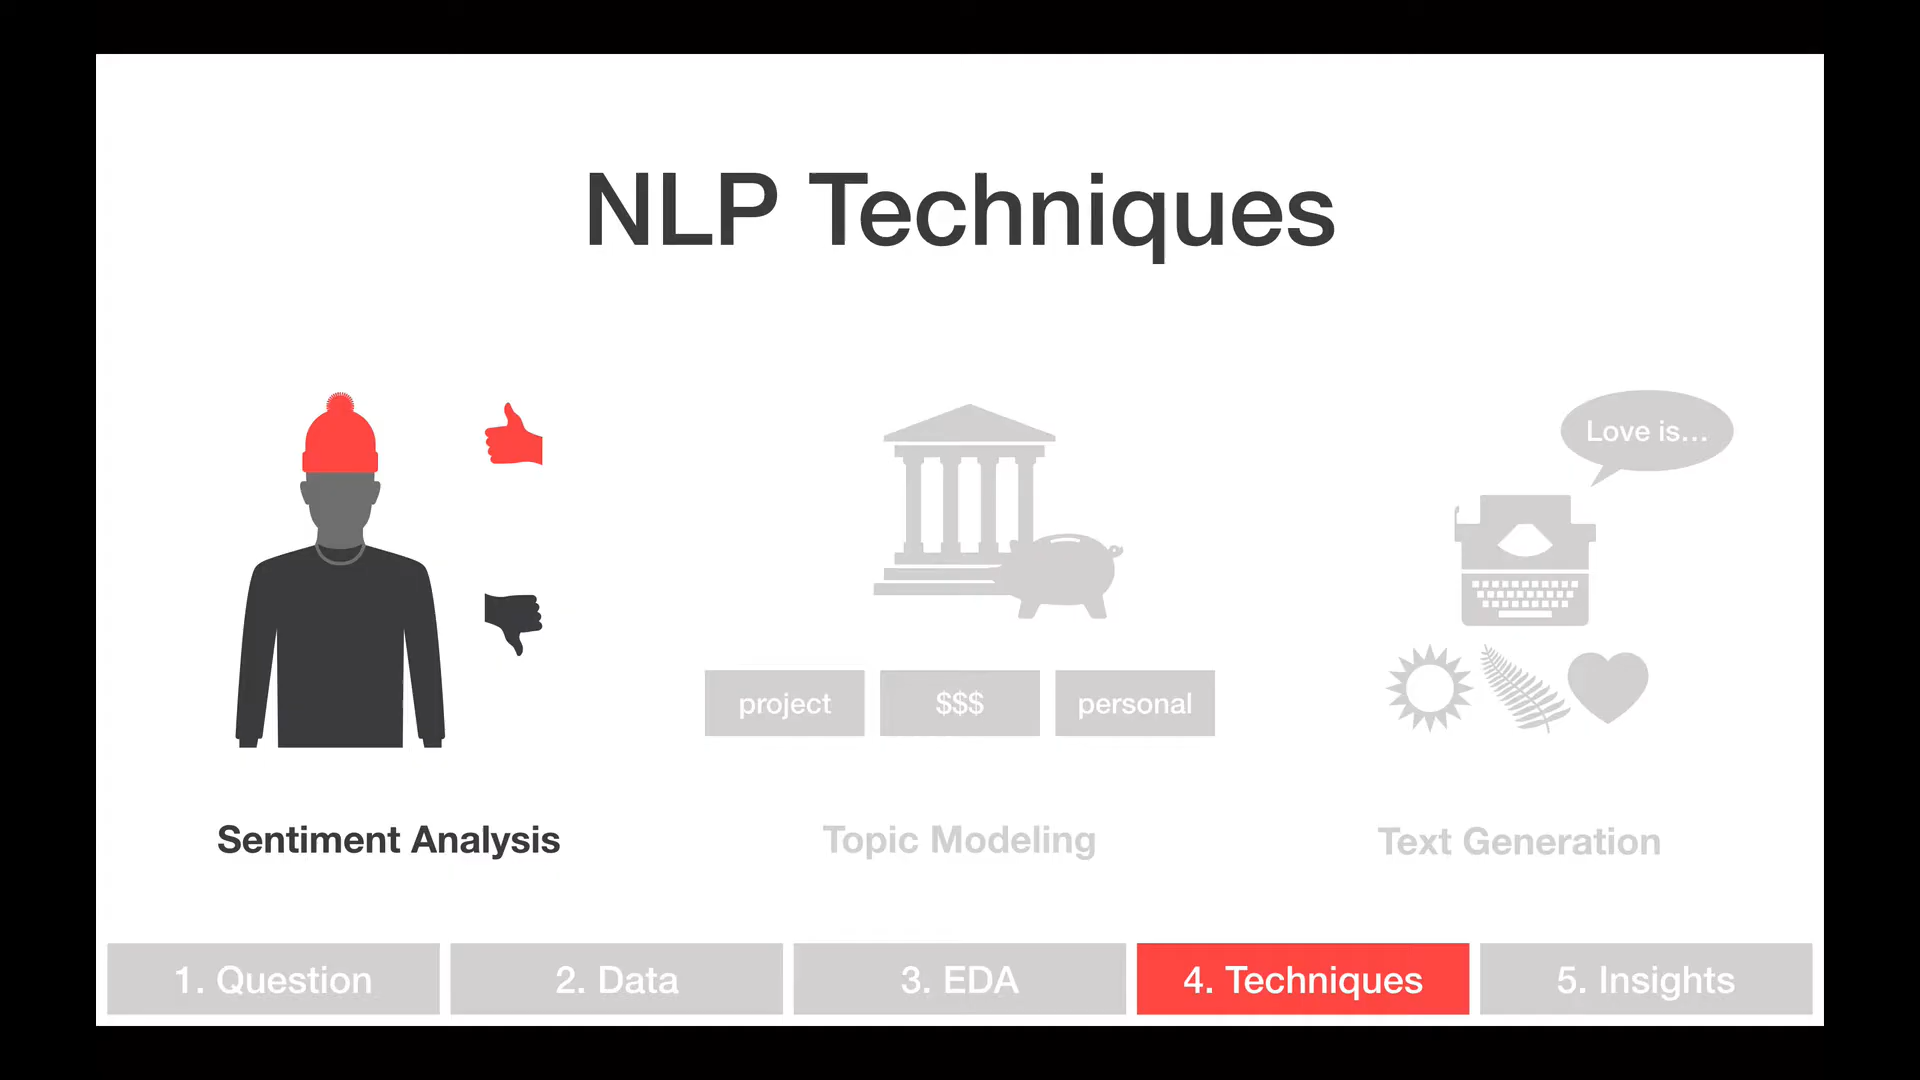 NLP Techniques
Love is...
project
$$$
personal
Sentiment Analysis
Topic Modeling
Text Generation
1. Question
2. Data
3. EDA
4. Techniques
5. Insights